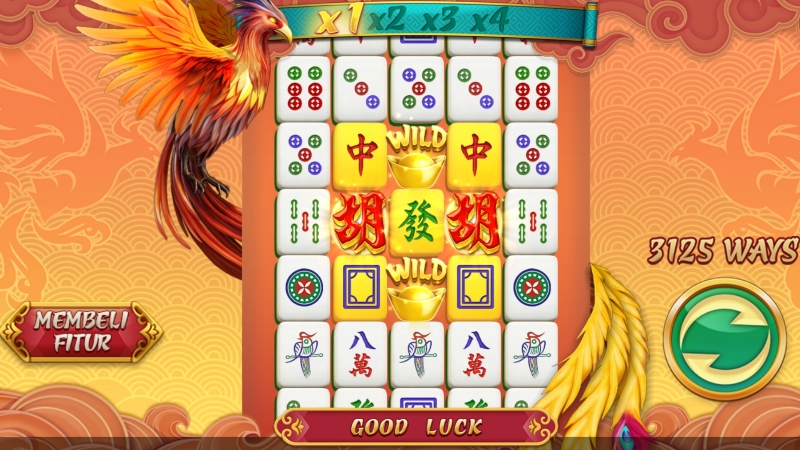 x1 x2 x3 x4
WILD
中 中
胡 發 胡
WILD
3125 WAYS
MEMBELI
FITUR
八 八
萬 萬
GOOD LUCK